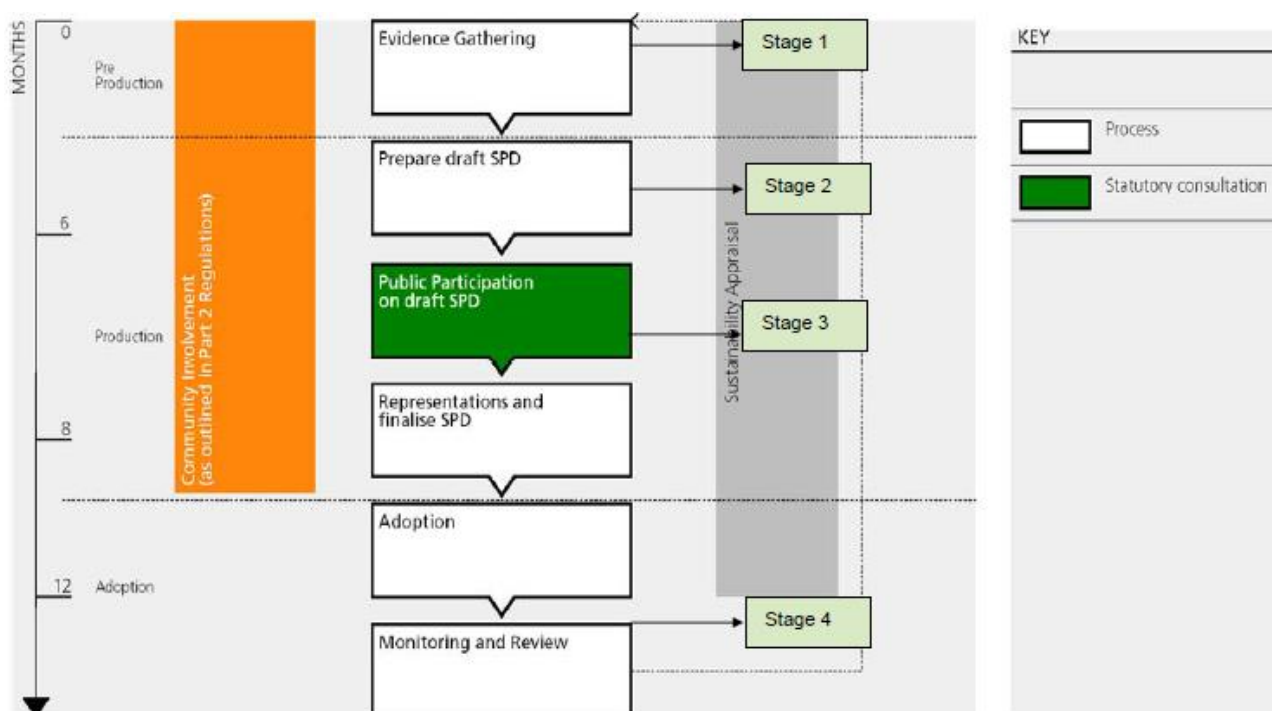 MONTHS
0
Pre
Production
6
Production
8
12
Adoption
Community Involvement
(as outlined in Part 2 Regulations)
Evidence Gathering
Prepare draft SPD
Public Participation
on draft SPD
Representations and
finalise SPD
Adoption
Monitoring and Review
Sustainability Appraisal
Stage 1
Stage 2
Stage 3
Stage 4
KEY
Process
Statutory consultation